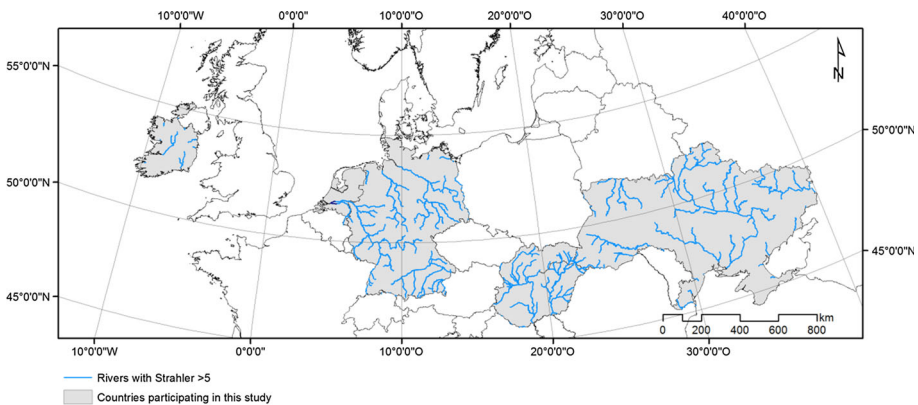 10°0'0"W 0°0'0" 10°0'0"O 20°0'0"O 30°0'0"O 40°0'0"O
55°0'0"N
N
50°0'0"N
50°0'0"N
45°0'0"N
45°0'0"N
km
0 100 200 400 600 800
10°0'0"W 0°0'0" 10°0'0"O 20°0'0"O 30°0'0"O
Rivers with Strahler >5
Countries participating in this study